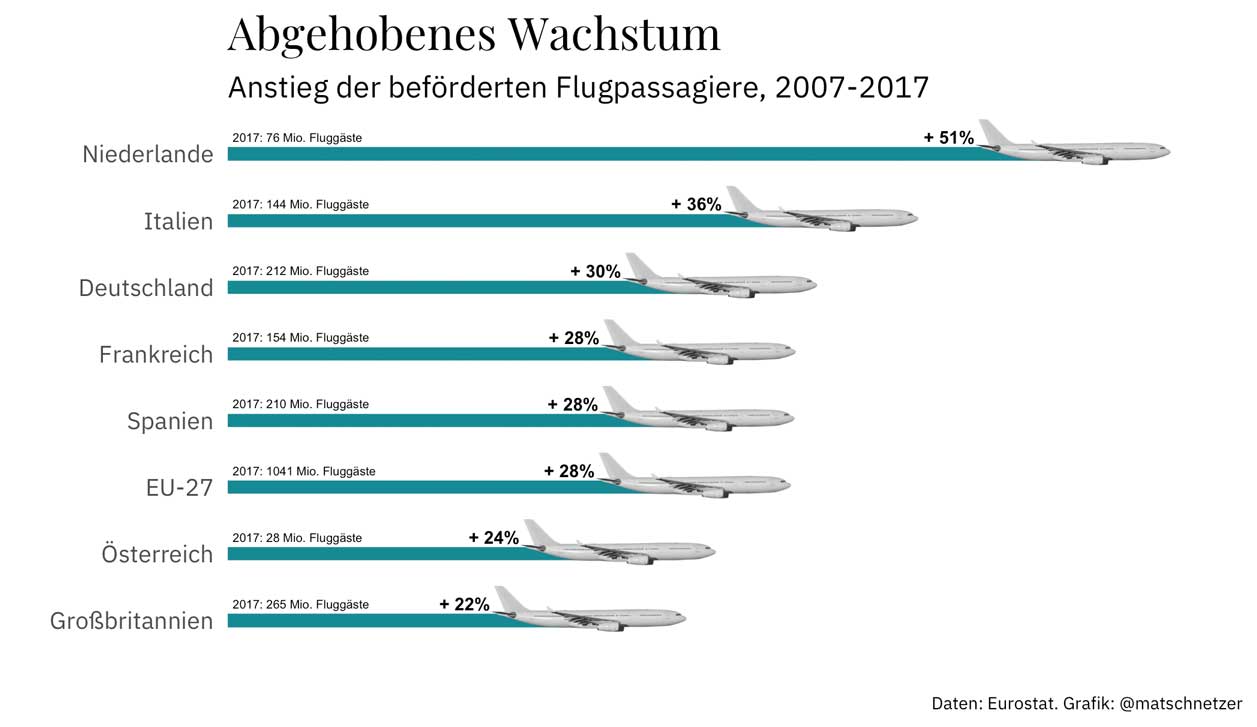 Abgehobenes Wachstum
Anstieg der beförderten Flugpassagiere, 2007-2017
Niederlande
2017: 76 Mio. Fluggäste
+ 51%
Italien
2017: 144 Mio. Fluggäste
+ 36%
Deutschland
2017: 212 Mio. Fluggäste
+ 30%
Frankreich
2017: 154 Mio. Fluggäste
+ 28%
Spanien
2017: 210 Mio. Fluggäste
+ 28%
EU-27
2017: 1041 Mio. Fluggäste
+ 28%
Österreich
2017: 28 Mio. Fluggäste
+ 24%
Großbritannien
2017: 265 Mio. Fluggäste
+ 22%
Daten: Eurostat. Grafik: @matschnetzer